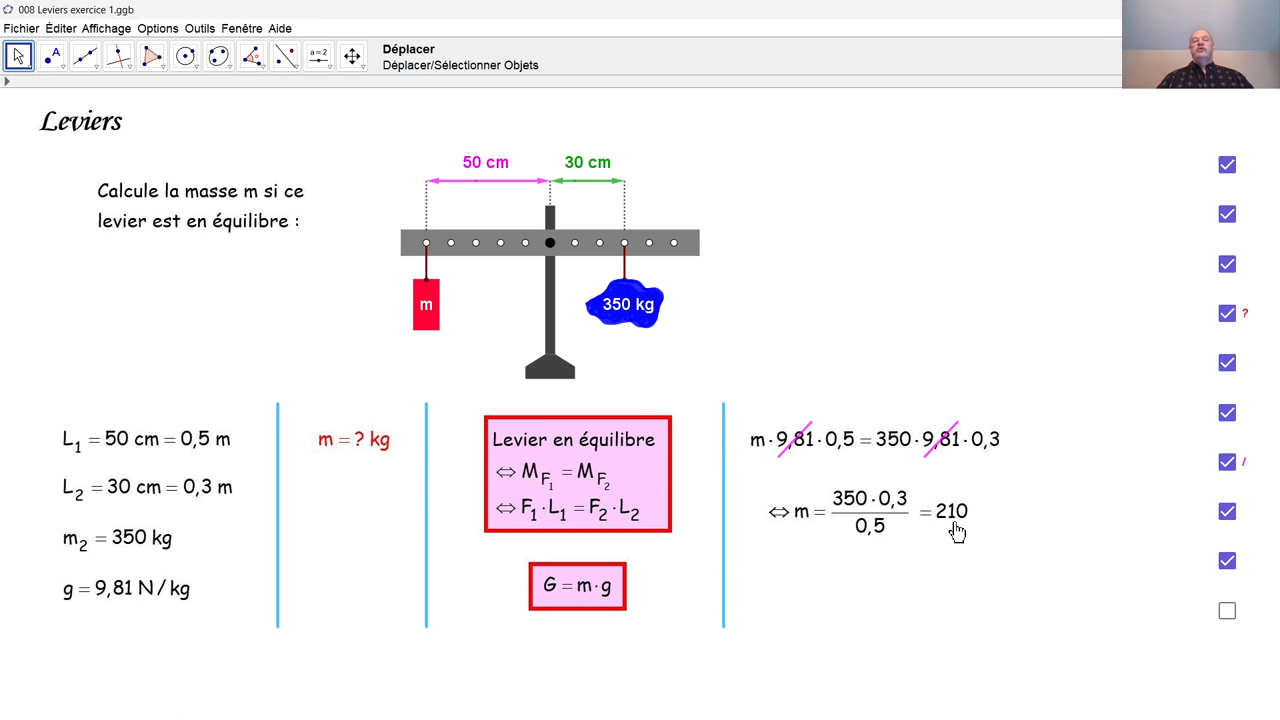 008 Leviers exercice 1.ggb
Fichier Éditer Affichage Options Outils Fenêtre Aide
A
a=2
Déplacer
Déplacer/Sélectionner Objets
Leviers
50 cm
30 cm
Calcule la masse m si ce
levier est en équilibre :
m
350 kg
?
/
L₁ = 50 cm = 0,5 m
L₂ = 30 cm = 0,3 m
m₂ = 350 kg
g = 9,81 N / kg
m = ? kg
Levier en équilibre
⇔ M_F₁ = M_F₂
⇔ F₁ · L₁ = F₂ · L₂
G = m · g
m · 9,81 · 0,5 = 350 · 9,81 · 0,3
⇔ m = 350 · 0,3 / 0,5 = 210